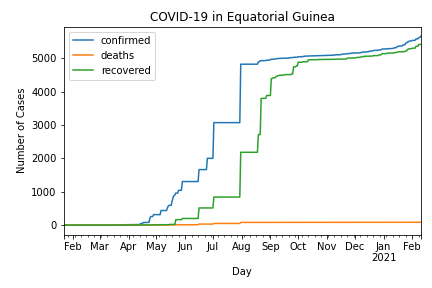 COVID-19 in Equatorial Guinea
confirmed
deaths
recovered
Number of Cases
5000
4000
3000
2000
1000
0
Feb Mar Apr May Jun Jul Aug Sep Oct Nov Dec Jan Feb
2021
Day